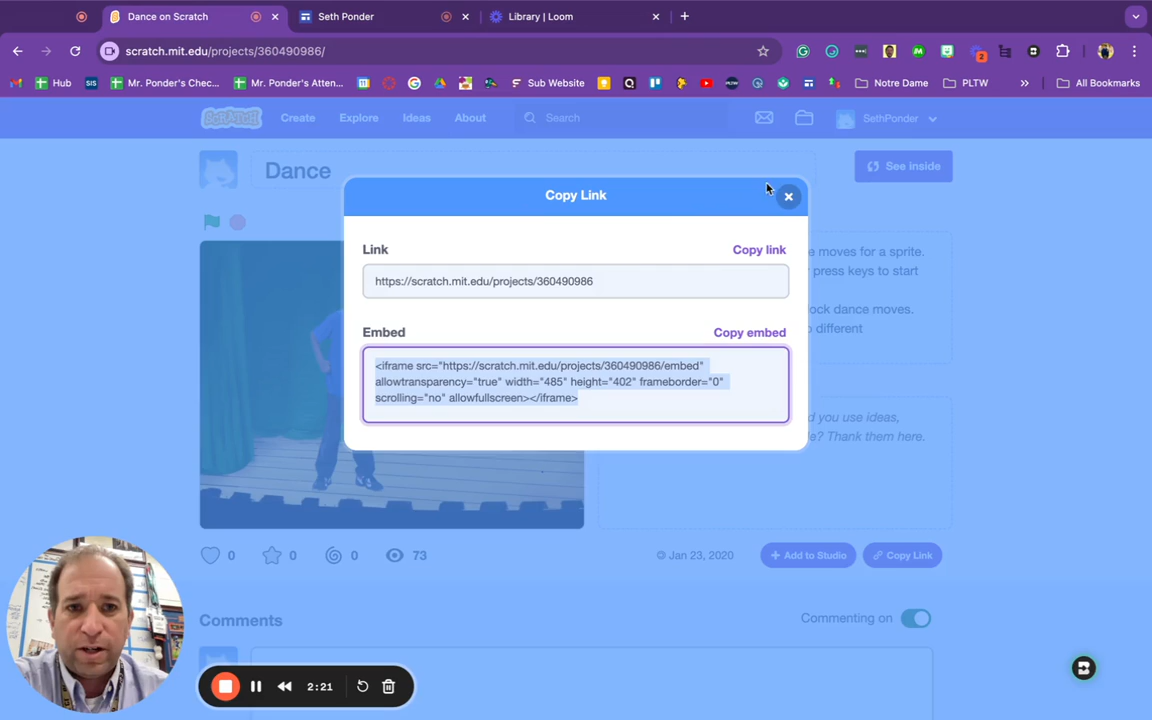 Dance on Scratch
Seth Ponder
Library | Loom
scratch.mit.edu/projects/360490986/
Hub
SIS
Mr. Ponder's Chec...
Mr. Ponder's Atten...
Sub Website
Notre Dame
PLTW
All Bookmarks
SCRATCH
Create
Explore
Ideas
About
Search
SethPonder
Dance
See inside
Copy Link
Link
Copy link
https://scratch.mit.edu/projects/360490986
Embed
Copy embed
<iframe src="https://scratch.mit.edu/projects/360490986/embed"
allowtransparency="true" width="485" height="402" frameborder="0"
scrolling="no" allowfullscreen></iframe>
e moves for a sprite.
press keys to start
lock dance moves.
o different
d you use ideas,
e? Thank them here.
0
0
0
73
© Jan 23, 2020
+ Add to Studio
Copy Link
Comments
Commenting on
2:21